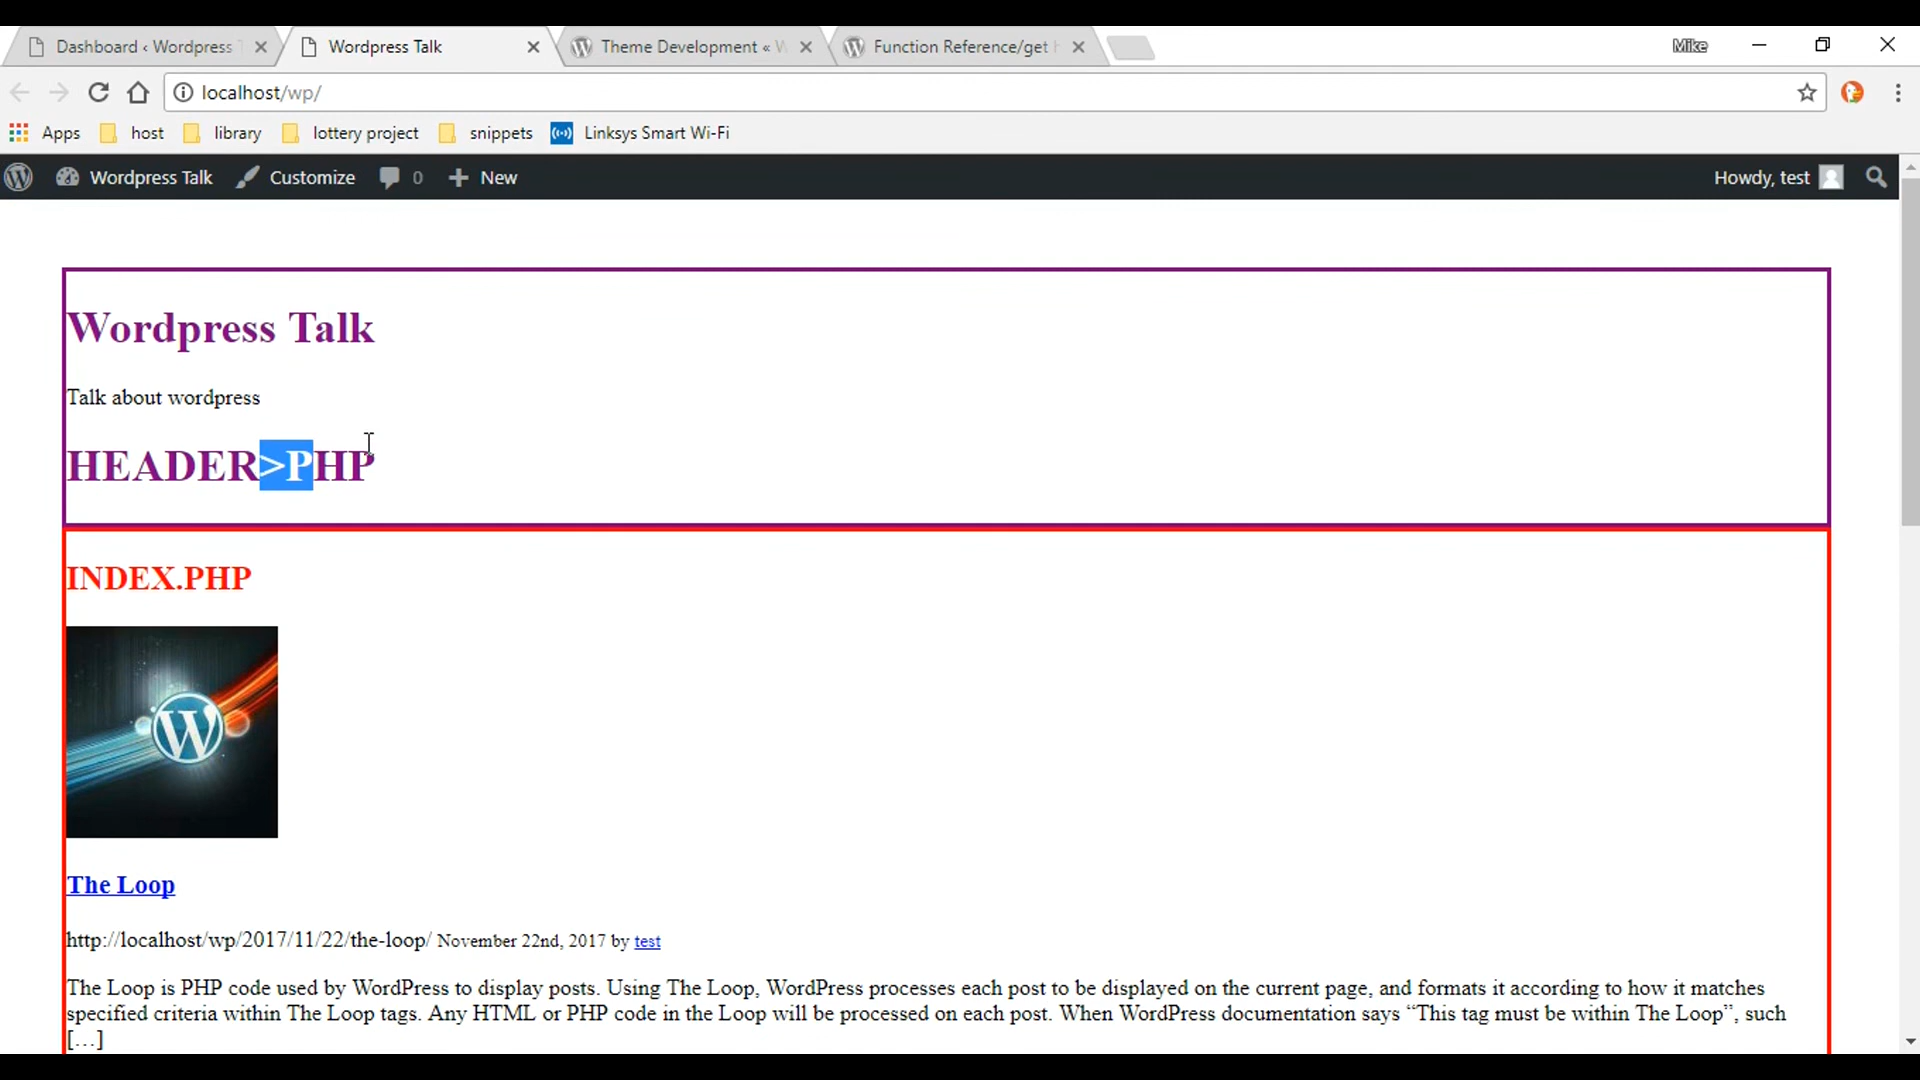 Dashboard ‹ Wordpress
Wordpress Talk
Theme Development « W
Function Reference/get
Mike
localhost/wp/
Apps host library lottery project snippets Linksys Smart Wi-Fi
Wordpress Talk Customize 0 New Howdy, test
Wordpress Talk
Talk about wordpress
HEADER>PHP
INDEX.PHP
W
The Loop
http://localhost/wp/2017/11/22/the-loop/ November 22nd, 2017 by test
The Loop is PHP code used by WordPress to display posts. Using The Loop, WordPress processes each post to be displayed on the current page, and formats it according to how it matches
specified criteria within The Loop tags. Any HTML or PHP code in the Loop will be processed on each post. When WordPress documentation says “This tag must be within The Loop”, such
[…]